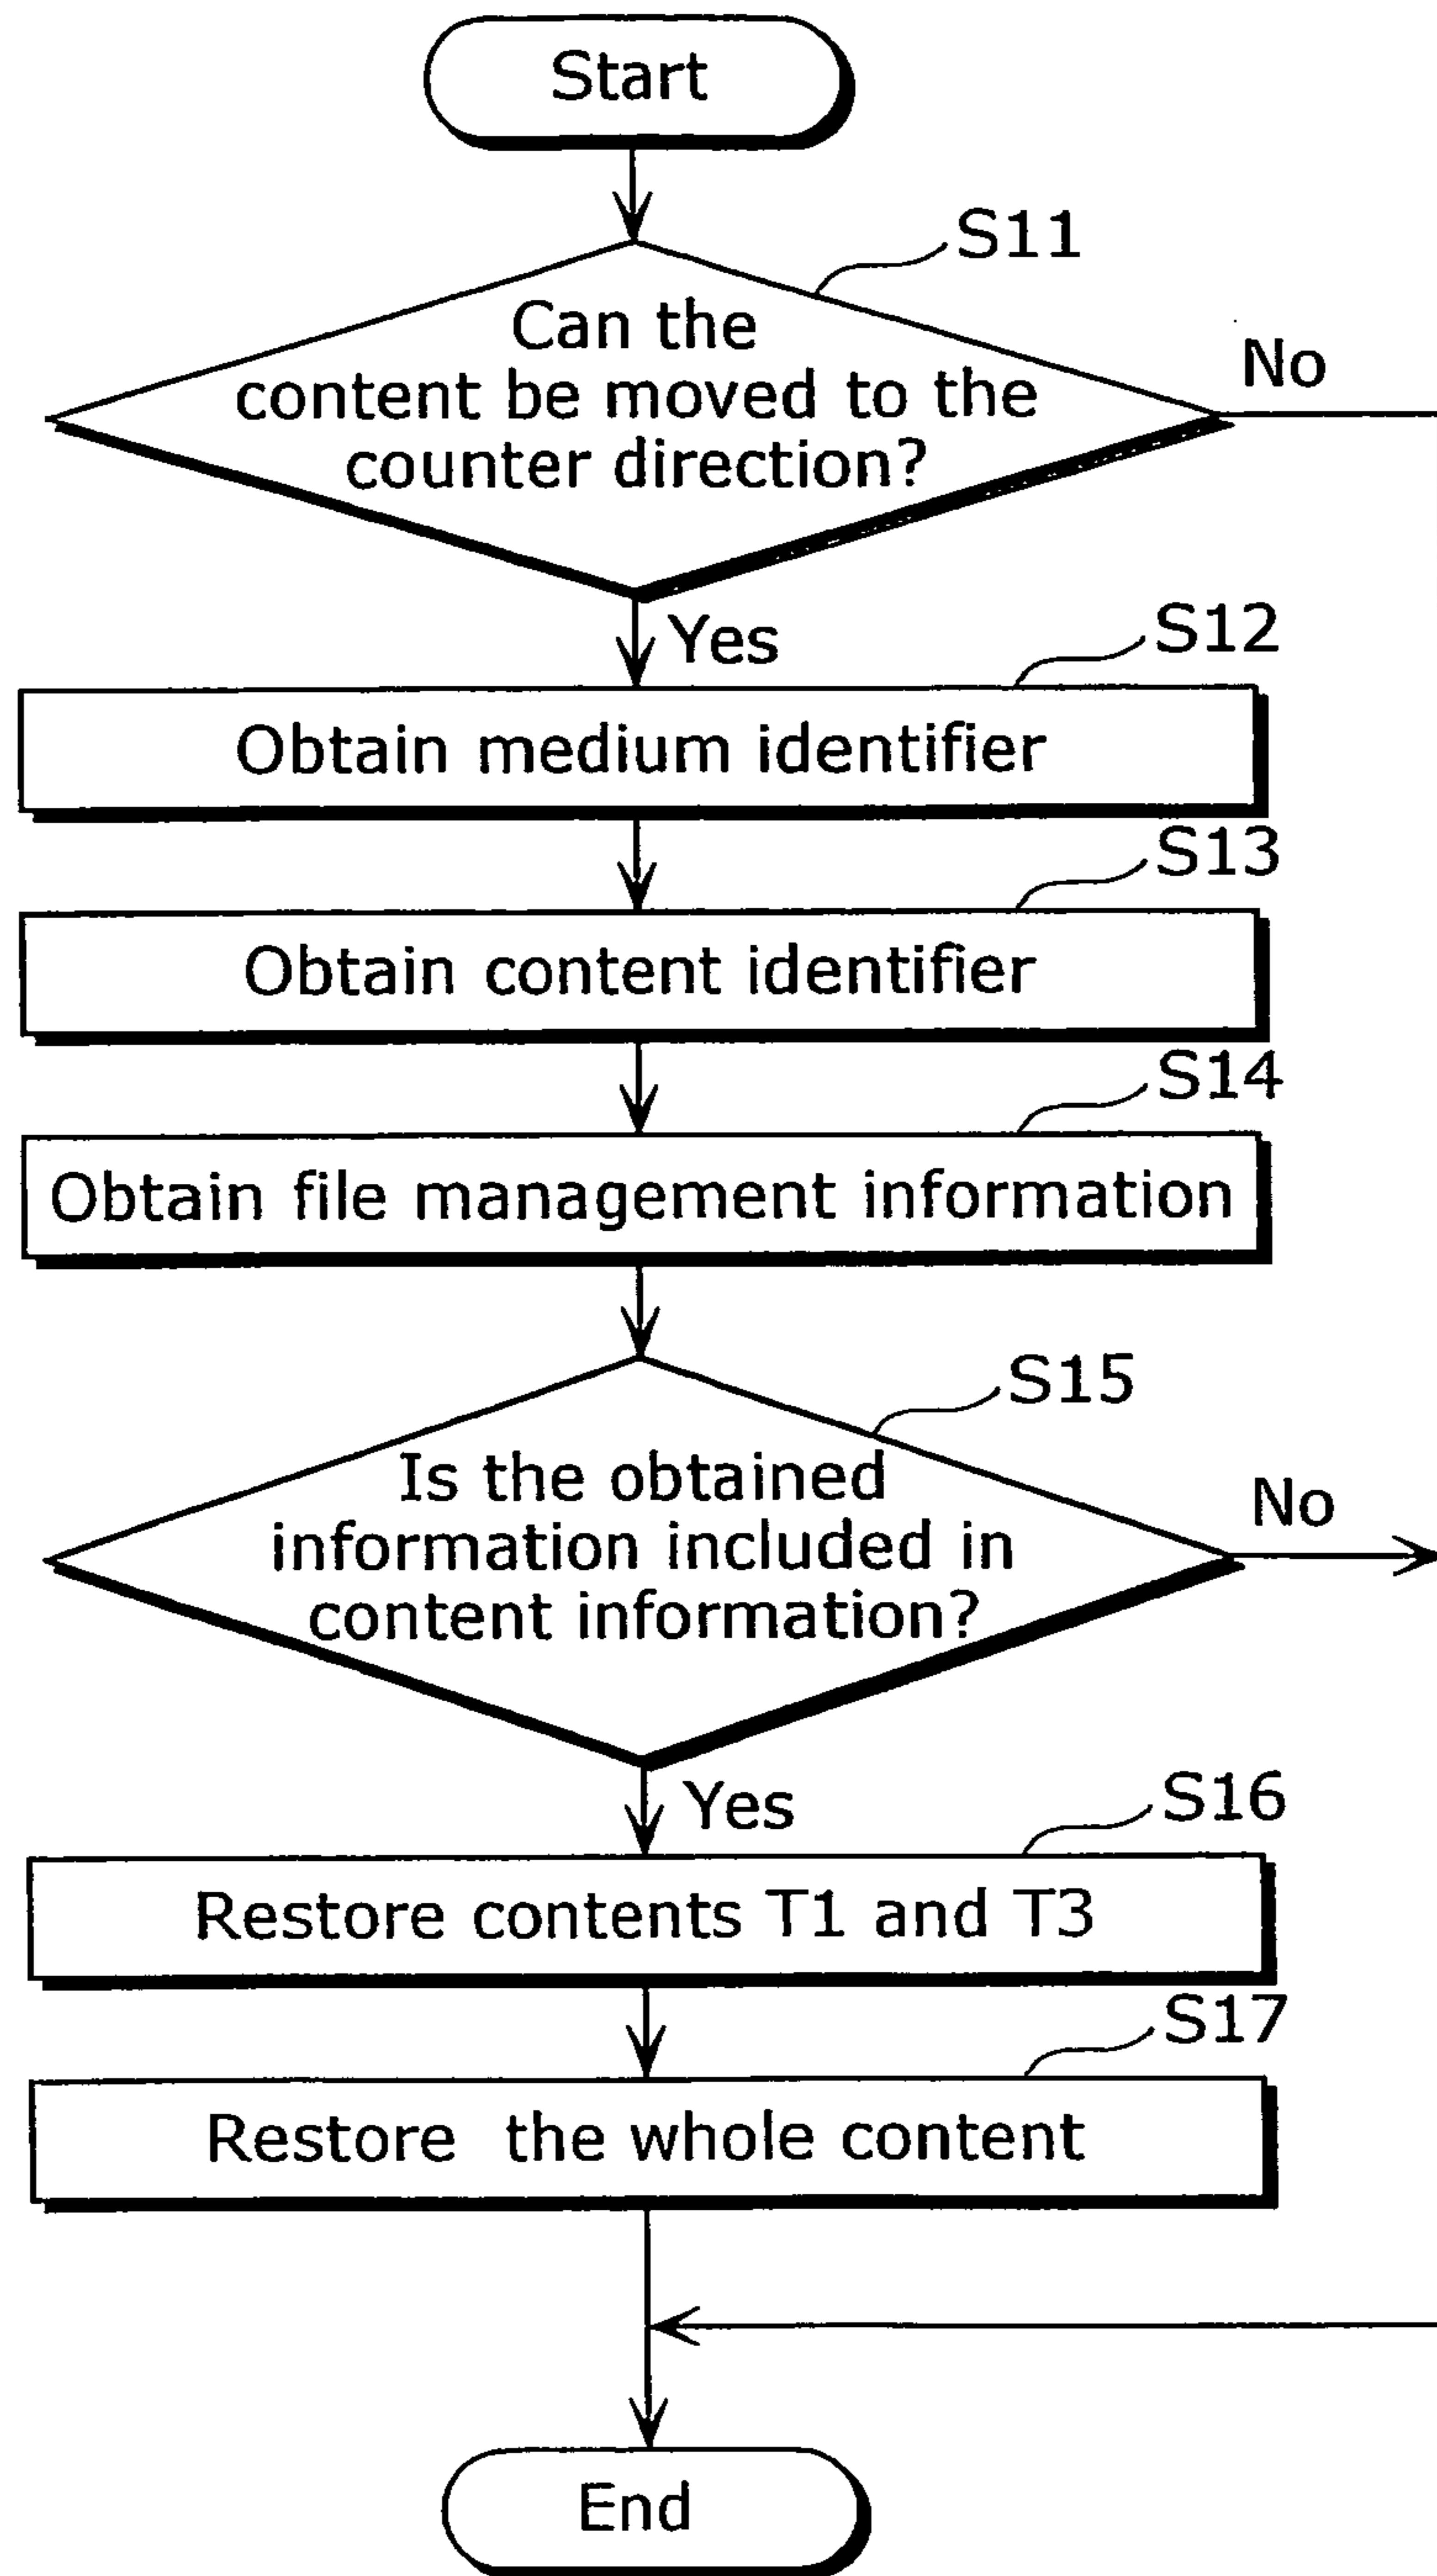 Start
S11
Can the
content be moved to the
counter direction?
No
Yes
S12
Obtain medium identifier
S13
Obtain content identifier
S14
Obtain file management information
S15
Is the obtained
information included in
content information?
No
Yes
S16
Restore contents T1 and T3
S17
Restore the whole content
End